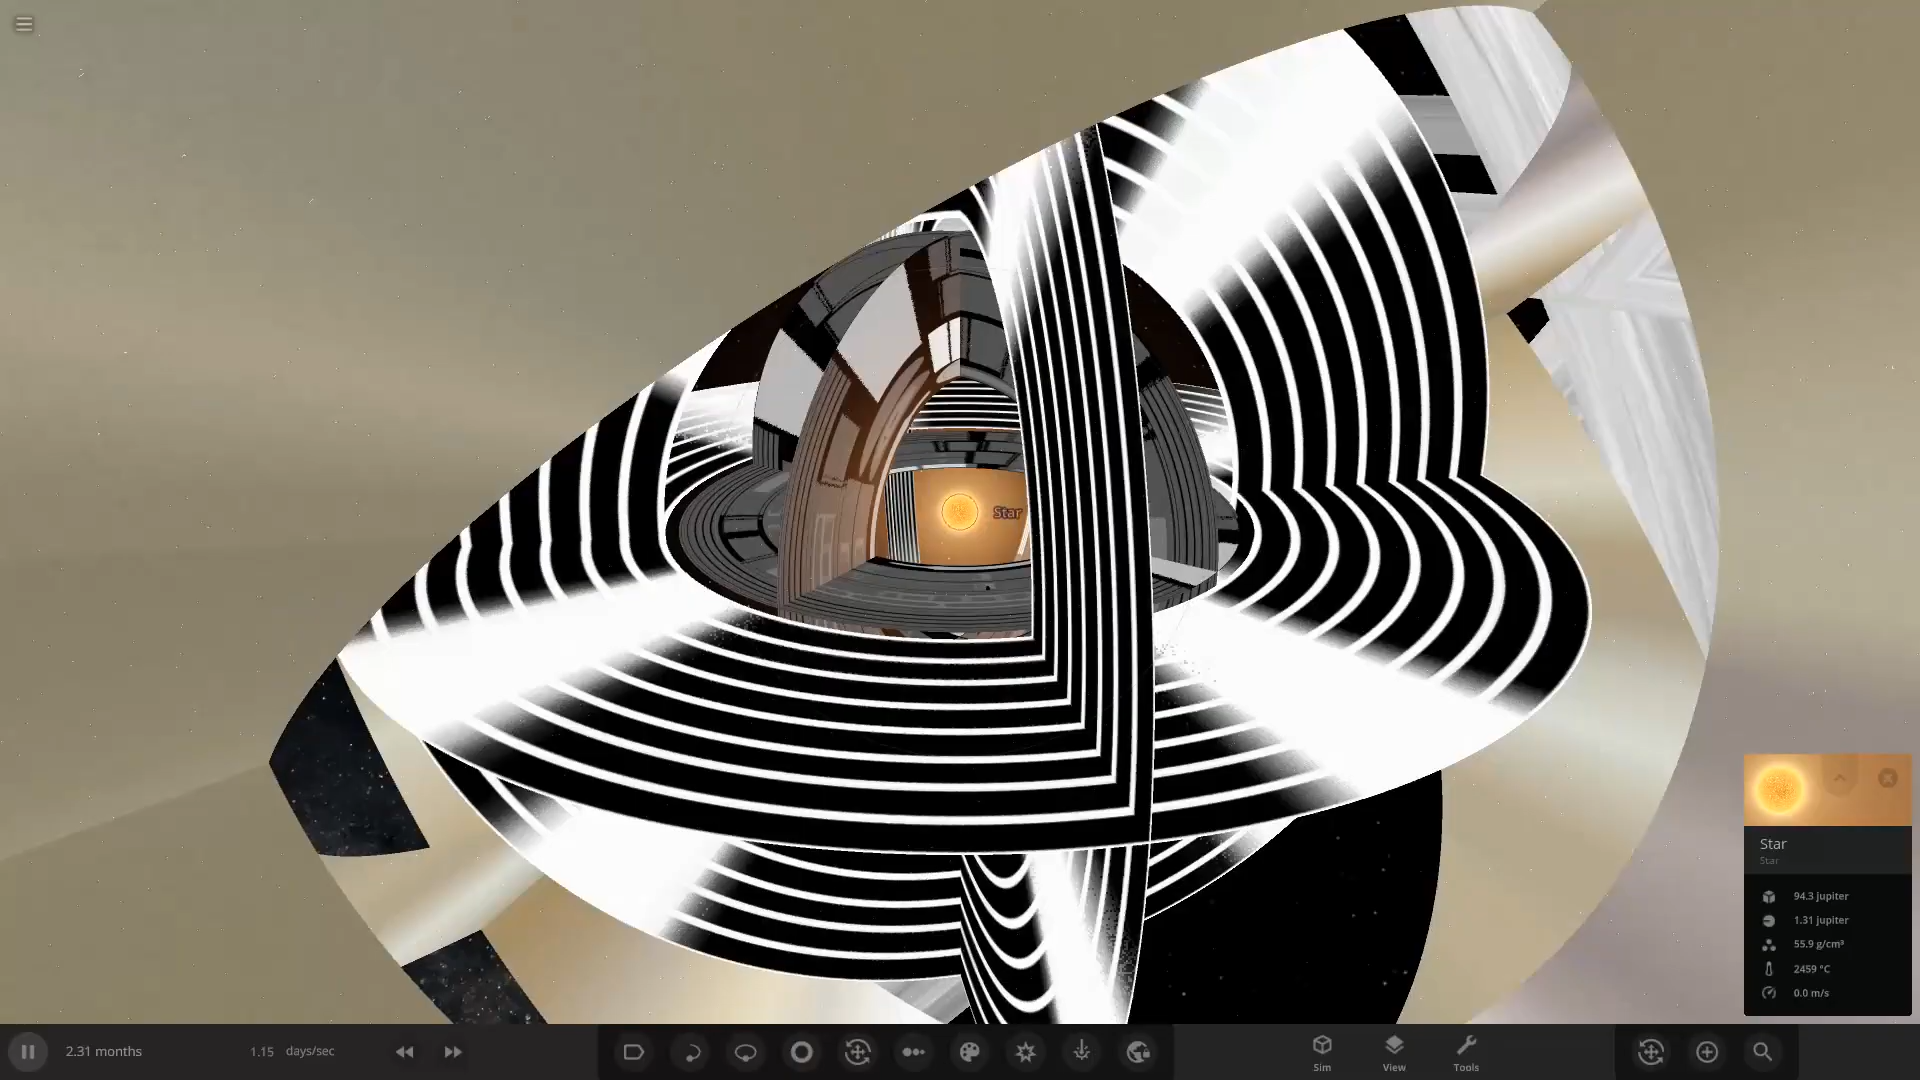 Star
Star
Star
94.3 jupiter
1.31 jupiter
55.9 g/cm³
2459 °C
0.0 m/s
2.31 months
1.15 days/sec
Sim
View
Tools